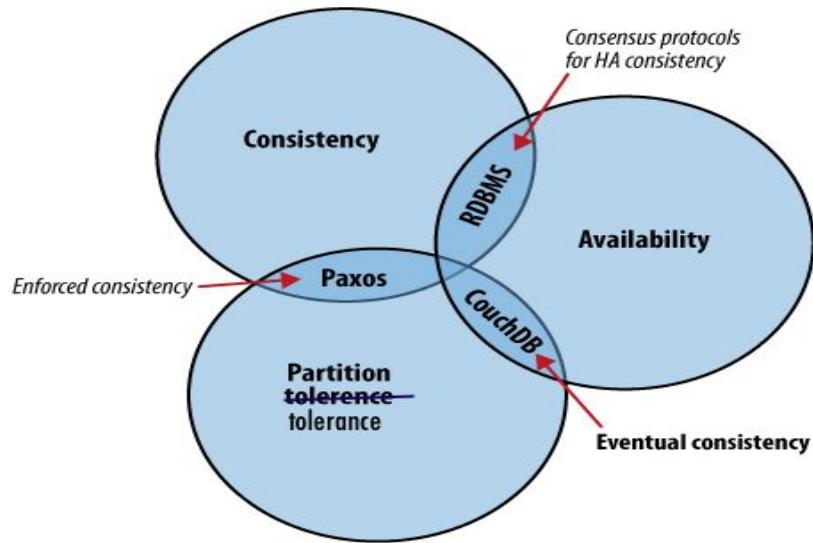 Consensus protocols
for HA consistency
Consistency
RDBMS
Availability
Enforced consistency
Paxos
CouchDB
Partition
tolerence
tolerance
Eventual consistency